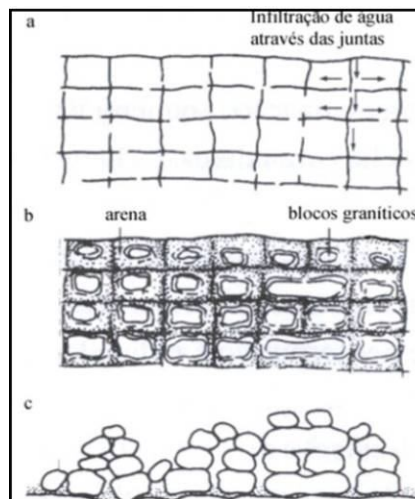 a
Infiltração de água
através das juntas
b
arena
blocos graníticos
c